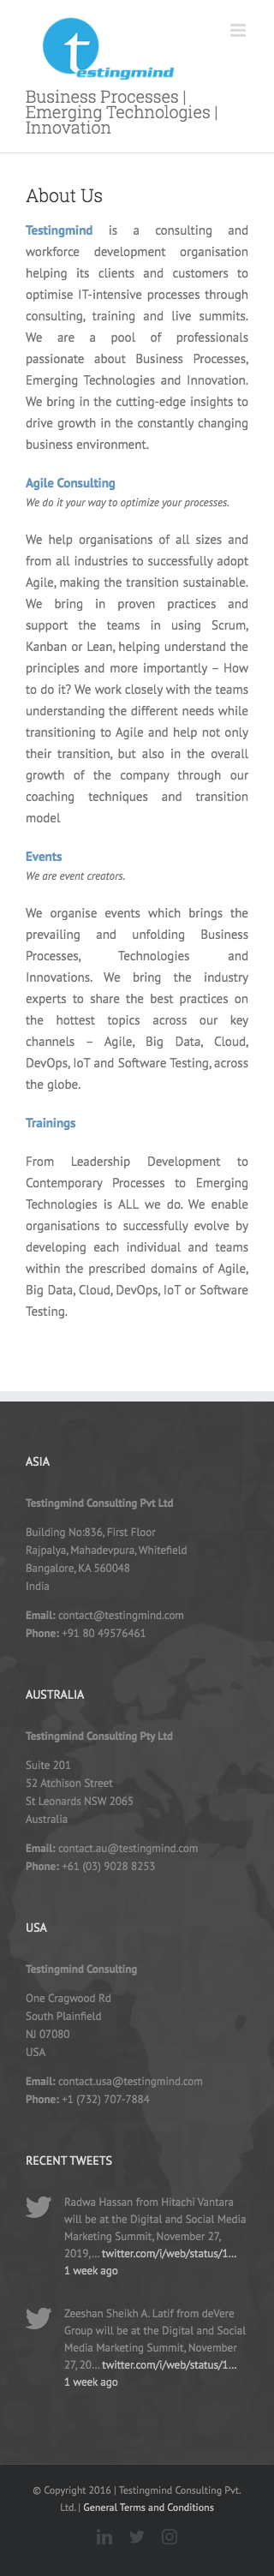 testingmind
Business Processes |
Emerging Technologies |
Innovation
About Us
Testingmind is a consulting and
workforce development organisation
helping its clients and customers to
optimise IT-intensive processes through
consulting, training and live summits.
We are a pool of professionals
passionate about Business Processes,
Emerging Technologies and Innovation.
We bring in the cutting-edge insights to
drive growth in the constantly changing
business environment.
Agile Consulting
We do it your way to optimize your processes.
We help organisations of all sizes and
from all industries to successfully adopt
Agile, making the transition sustainable.
We bring in proven practices and
support the teams in using Scrum,
Kanban or Lean, helping understand the
principles and more importantly – How
to do it? We work closely with the teams
understanding the different needs while
transitioning to Agile and help not only
their transition, but also in the overall
growth of the company through our
coaching techniques and transition
model
Events
We are event creators.
We organise events which brings the
prevailing and unfolding Business
Processes, Technologies and
Innovations. We bring the industry
experts to share the best practices on
the hottest topics across our key
channels – Agile, Big Data, Cloud,
DevOps, IoT and Software Testing, across
the globe.
Trainings
From Leadership Development to
Contemporary Processes to Emerging
Technologies is ALL we do. We enable
organisations to successfully evolve by
developing each individual and teams
within the prescribed domains of Agile,
Big Data, Cloud, DevOps, IoT or Software
Testing.
ASIA
Testingmind Consulting Pvt Ltd
Building No:836, First Floor
Rajpalya, Mahadevpura, Whitefield
Bangalore, KA 560048
India
Email: contact@testingmind.com
Phone: +91 80 49576461
AUSTRALIA
Testingmind Consulting Pty Ltd
Suite 201
52 Atchison Street
St Leonards NSW 2065
Australia
Email: contact.au@testingmind.com
Phone: +61 (03) 9028 8253
USA
Testingmind Consulting
One Cragwood Rd
South Plainfield
NJ 07080
USA
Email: contact.usa@testingmind.com
Phone: +1 (732) 707-7884
RECENT TWEETS
Radwa Hassan from Hitachi Vantara
will be at the Digital and Social Media
Marketing Summit, November 27,
2019,... twitter.com/i/web/status/1...
1 week ago
Zeeshan Sheikh A. Latif from deVere
Group will be at the Digital and Social
Media Marketing Summit, November
27, 20... twitter.com/i/web/status/1...
1 week ago
© Copyright 2016 | Testingmind Consulting Pvt.
Ltd. | General Terms and Conditions